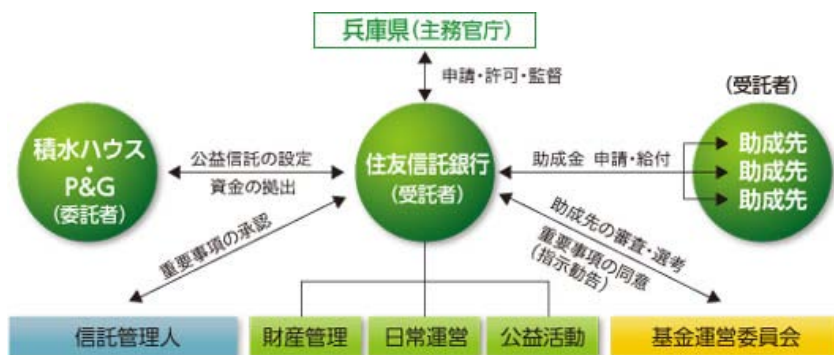 兵庫県(主務官庁)
申請・許可・監督
(受託者)
積水ハウス
・
P&G
(委託者)
公益信託の設定
資金の拠出
住友信託銀行
(受託者)
助成金 申請・給付
助成先
助成先
助成先
重要事項の承認
助成先の審査・選考
重要事項の同意
(指示勧告)
信託管理人
財産管理
日常運営
公益活動
基金運営委員会